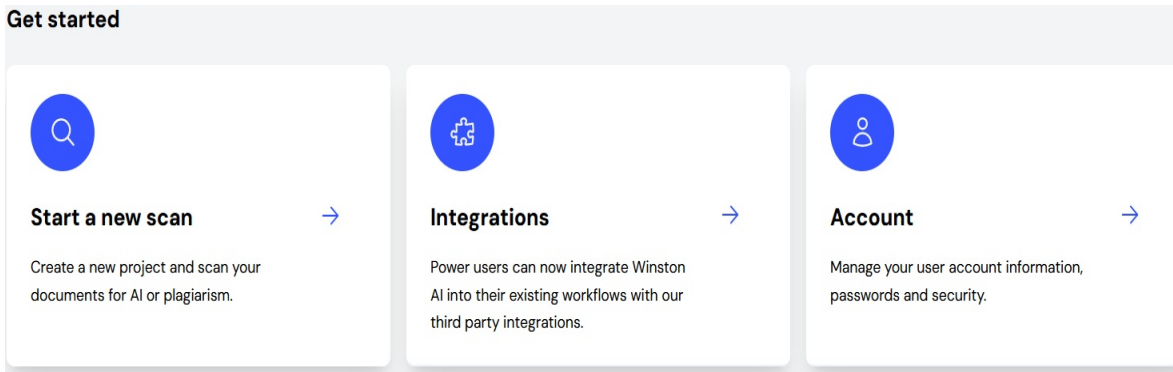 Get started
Start a new scan
Create a new project and scan your
documents for AI or plagiarism.
Integrations
Power users can now integrate Winston
AI into their existing workflows with our
third party integrations.
Account
Manage your user account information,
passwords and security.